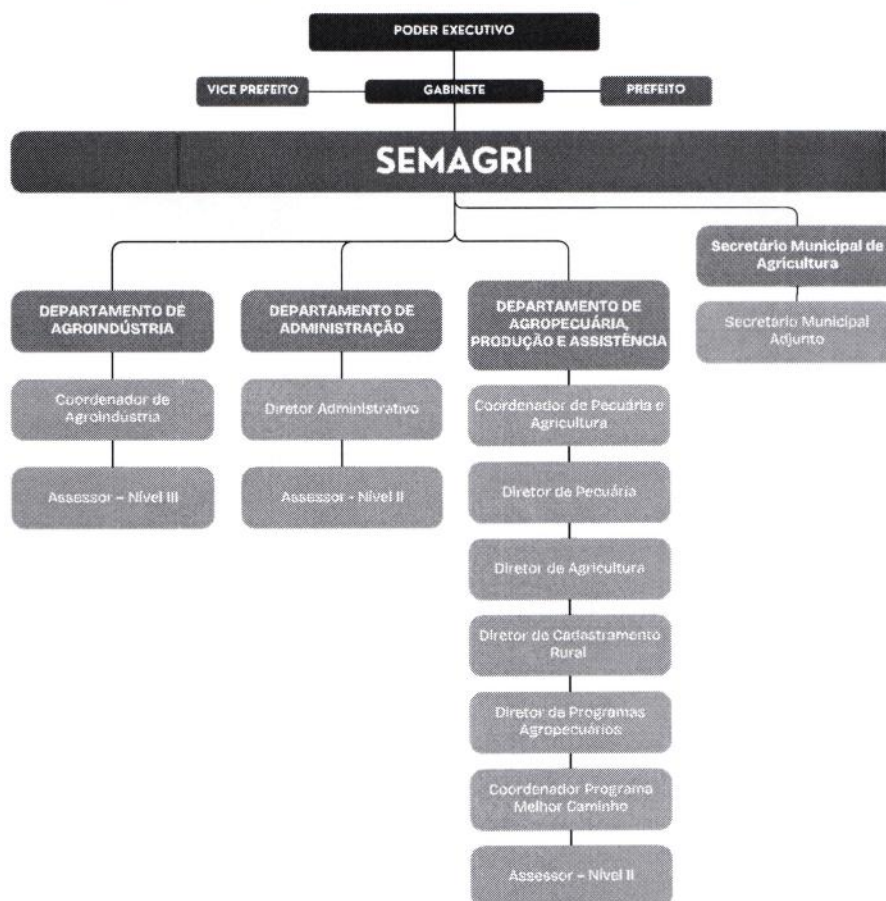 PODER EXECUTIVO
VICE PREFEITO
GABINETE
PREFEITO
SEMAGRI
Secretário Municipal de
Agricultura
Secretário Municipal
Adjunto
DEPARTAMENTO DE
AGROINDÚSTRIA
Coordenador de
Agroindústria
Assessor – Nível III
DEPARTAMENTO DE
ADMINISTRAÇÃO
Diretor Administrativo
Assessor - Nível II
DEPARTAMENTO DE
AGROPECUÁRIA,
PRODUÇÃO E ASSISTÊNCIA
Coordenador de Pecuária e
Agricultura
Diretor de Pecuária
Diretor de Agricultura
Diretor de Cadastramento
Rural
Diretor de Programas
Agropecuários
Coordenador Programa
Melhor Caminho
Assessor – Nível II